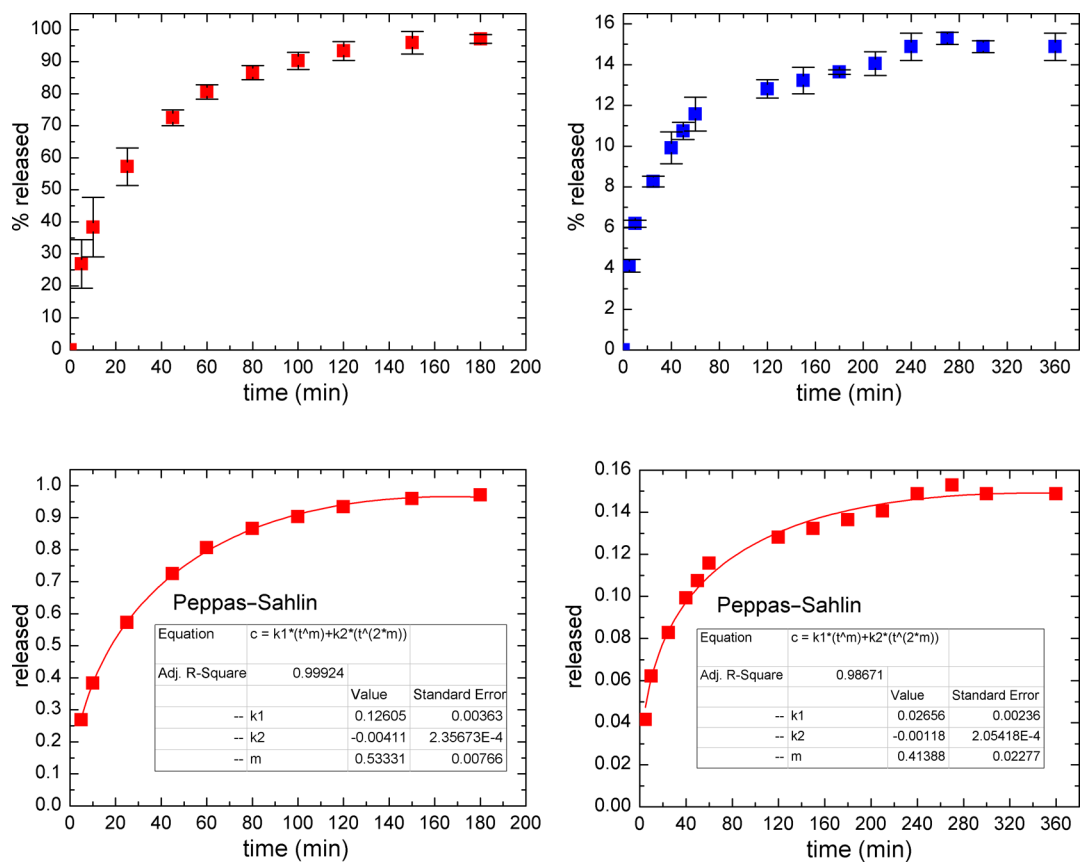 100
90
80
70
60
50
40
30
20
10
0
% released
0 20 40 60 80 100 120 140 160 180 200
time (min)
16
14
12
10
8
6
4
2
0
% released
0 40 80 120 160 200 240 280 320 360
time (min)
1.0
0.9
0.8
0.7
0.6
0.5
0.4
0.3
0.2
0.1
0.0
released
Peppas–Sahlin
Equation c = k1*(t^m)+k2*(t^(2*m))
Adj. R-Square 0.999924
Value Standard Error
-- k1 0.12605 0.00363
-- k2 -0.00411 2.35673E-4
-- m 0.53331 0.00766
0 20 40 60 80 100 120 140 160 180 200
time (min)
0.16
0.14
0.12
0.10
0.08
0.06
0.04
0.02
0.00
released
Peppas–Sahlin
Equation c = k1*(t^m)+k2*(t^(2*m))
Adj. R-Square 0.98671
Value Standard Error
-- k1 0.02656 0.00236
-- k2 -0.00118 2.05418E-4
-- m 0.41388 0.02277
0 40 80 120 160 200 240 280 320 360
time (min)